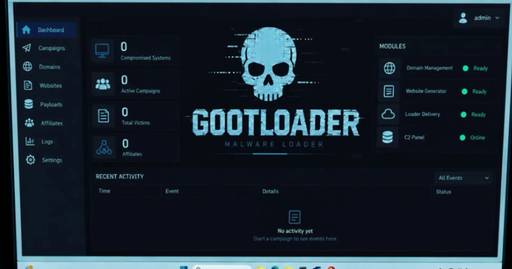 admin
Dashboard
Campaigns
Domains
Websites
Payloads
Affiliates
Logs
Settings
0
Compromised Systems
0
Active Campaigns
0
Total Victims
0
Affiliates
GOOTLOADER
MALWARE LOADER
MODULES
Domain Management Ready
Website Generator Ready
Loader Delivery Ready
C2 Panel Online
RECENT ACTIVITY
All Events
Time Event Details Status
No activity yet
Start a campaign to see events here